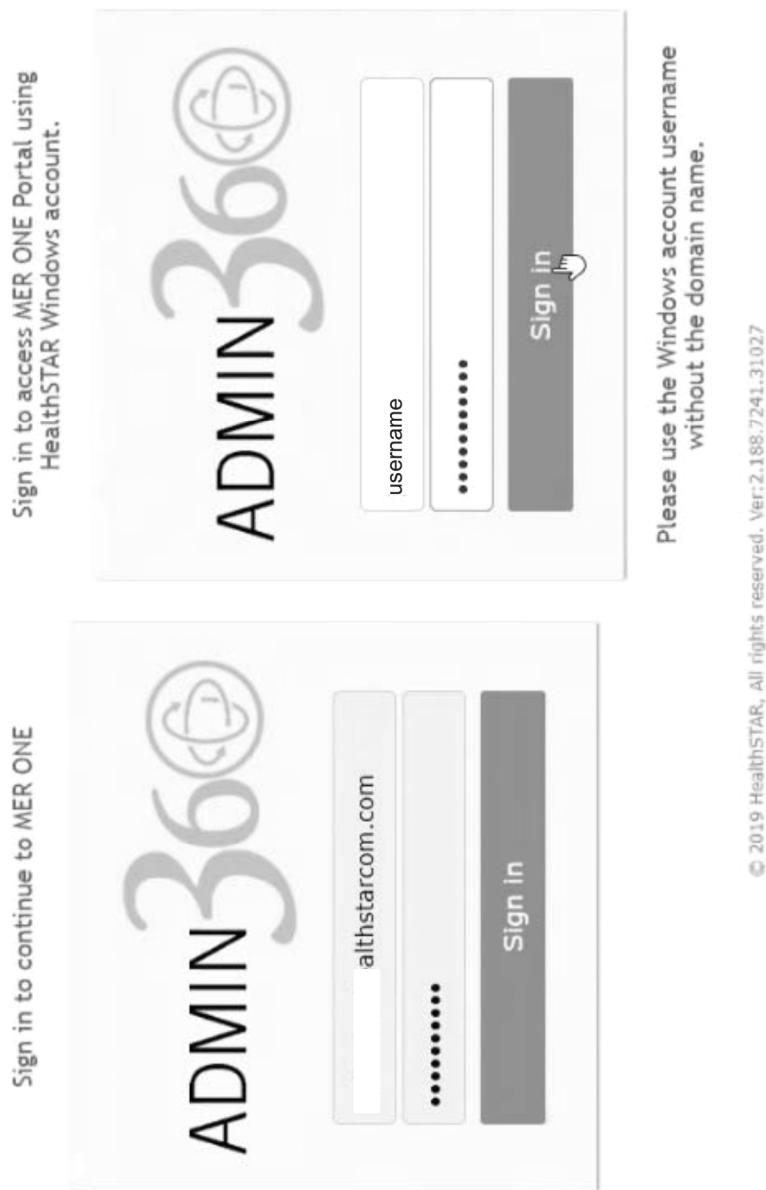 Sign in to continue to MER ONE
ADMIN360
althstarcom.com
Sign in
Sign in to access MER ONE Portal using
HealthSTAR Windows account.
ADMIN360
username
Sign in
Please use the Windows account username
without the domain name.
© 2019 HealthSTAR, All rights reserved. Ver:2.188.7241.31027